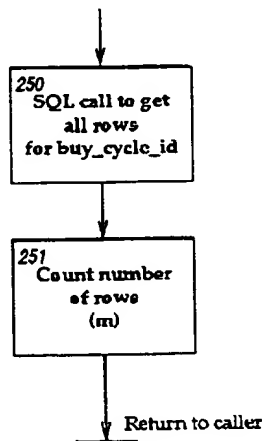 250
SQL call to get
all rows
for buy_cycle_id
251
Count number
of rows
(m)
Return to caller